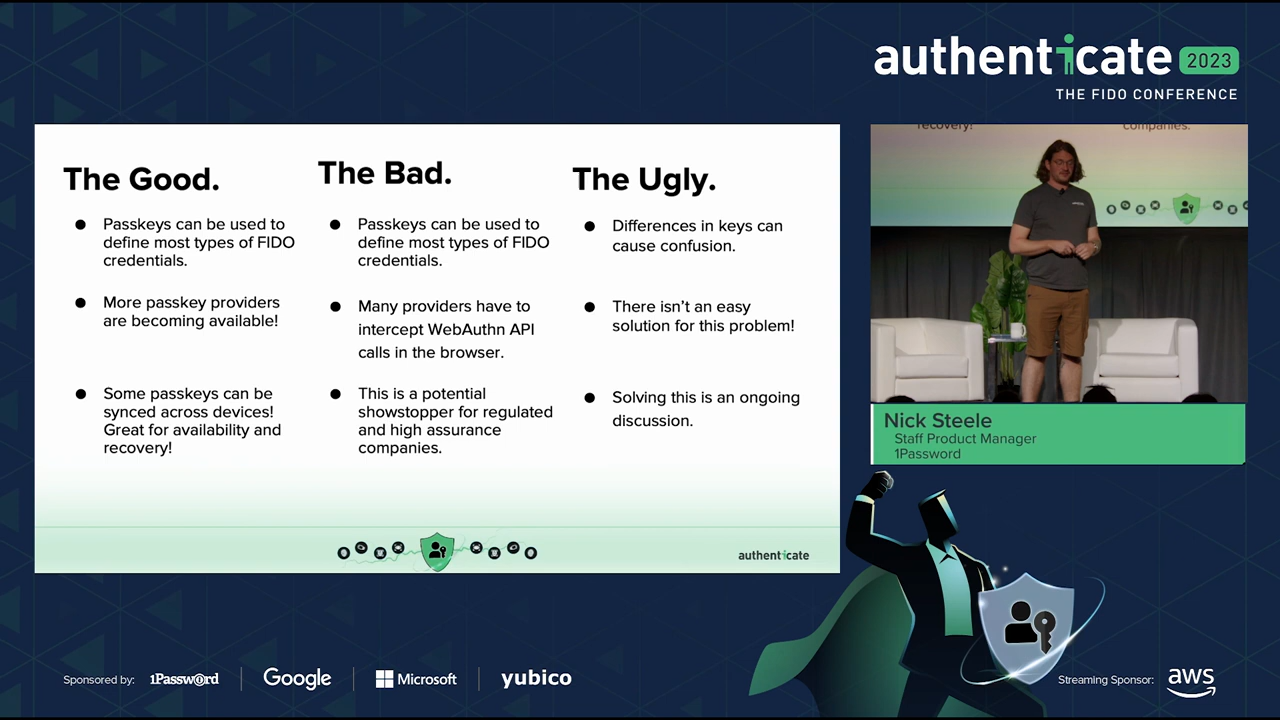 authenticate 2023
THE FIDO CONFERENCE
The Good.
● Passkeys can be used to
define most types of FIDO
credentials.
● More passkey providers
are becoming available!
● Some passkeys can be
synced across devices!
Great for availability and
recovery!
The Bad.
● Passkeys can be used to
define most types of FIDO
credentials.
● Many providers have to
intercept WebAuthn API
calls in the browser.
● This is a potential
showstopper for regulated
and high assurance
companies.
The Ugly.
● Differences in keys can
cause confusion.
● There isn’t an easy
solution for this problem!
● Solving this is an ongoing
discussion.
authenticate
recovery!
companies.
Nick Steele
Staff Product Manager
1Password
Sponsored by:
1Password
Google
Microsoft
yubico
Streaming Sponsor:
aws